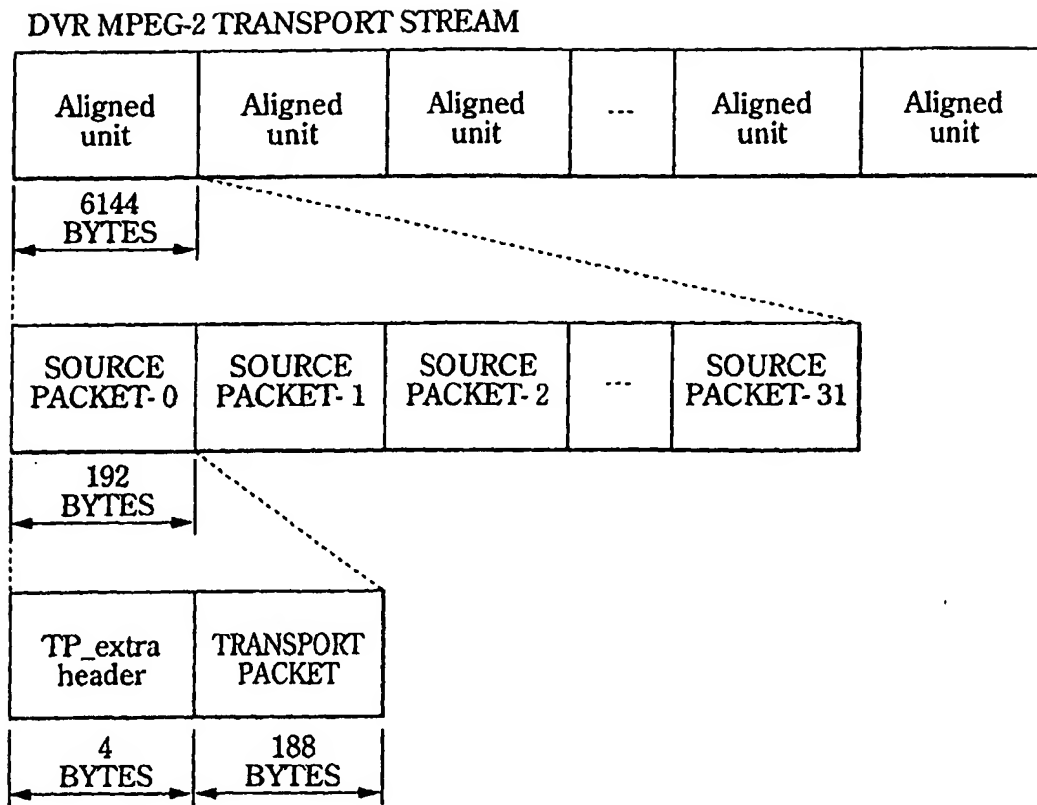 DVR MPEG-2 TRANSPORT STREAM
Aligned unit
Aligned unit
Aligned unit
...
Aligned unit
Aligned unit
6144 BYTES
SOURCE PACKET-0
SOURCE PACKET-1
SOURCE PACKET-2
...
SOURCE PACKET-31
192 BYTES
TP_extra header
TRANSPORT PACKET
4 BYTES
188 BYTES